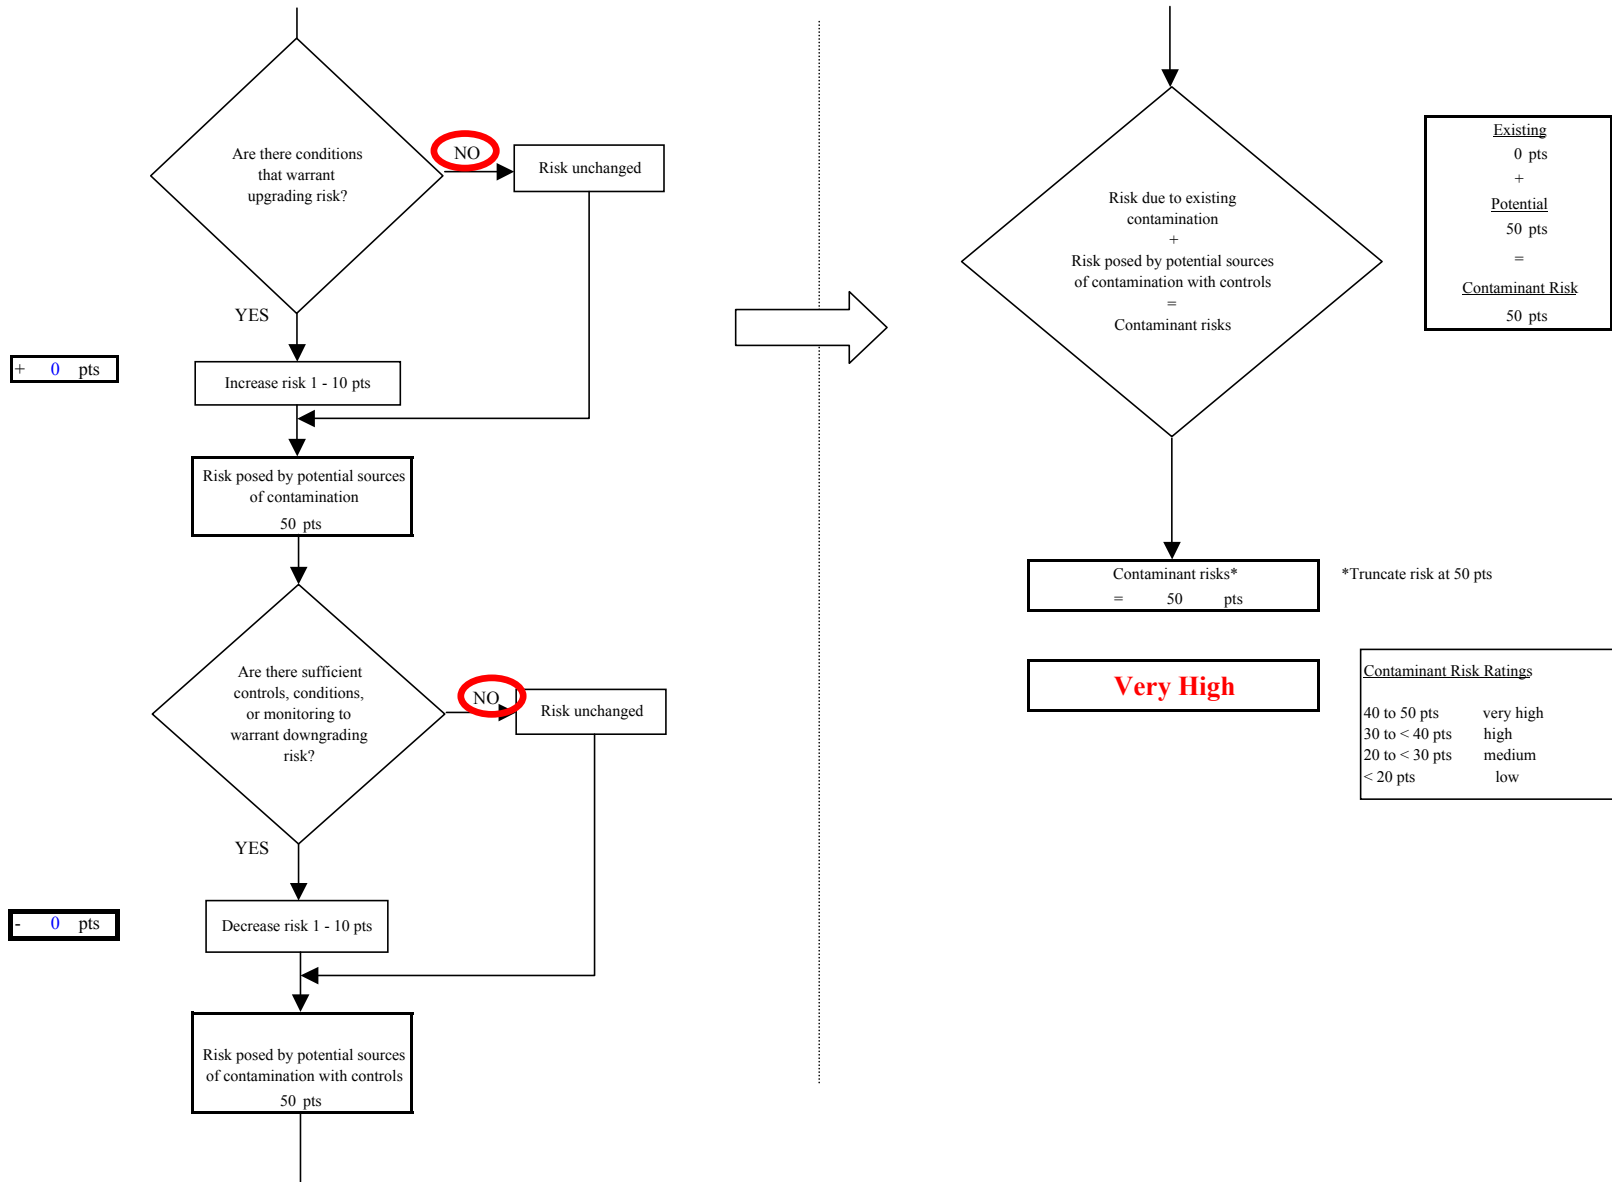 Are there conditions
that warrant
upgrading risk?
NO
Risk unchanged
YES
+ 0 pts
Increase risk 1 - 10 pts
Risk posed by potential sources
of contamination
50 pts
Are there sufficient
controls, conditions,
or monitoring to
warrant downgrading
risk?
NO
Risk unchanged
YES
- 0 pts
Decrease risk 1 - 10 pts
Risk posed by potential sources
of contamination with controls
50 pts
Risk due to existing
contamination
+
Risk posed by potential sources
of contamination with controls
=
Contaminant risks
Existing
0 pts
+
Potential
50 pts
=
Contaminant Risk
50 pts
Contaminant risks*
= 50 pts
*Truncate risk at 50 pts
Very High
Contaminant Risk Ratings
40 to 50 pts very high
30 to < 40 pts high
20 to < 30 pts medium
< 20 pts low